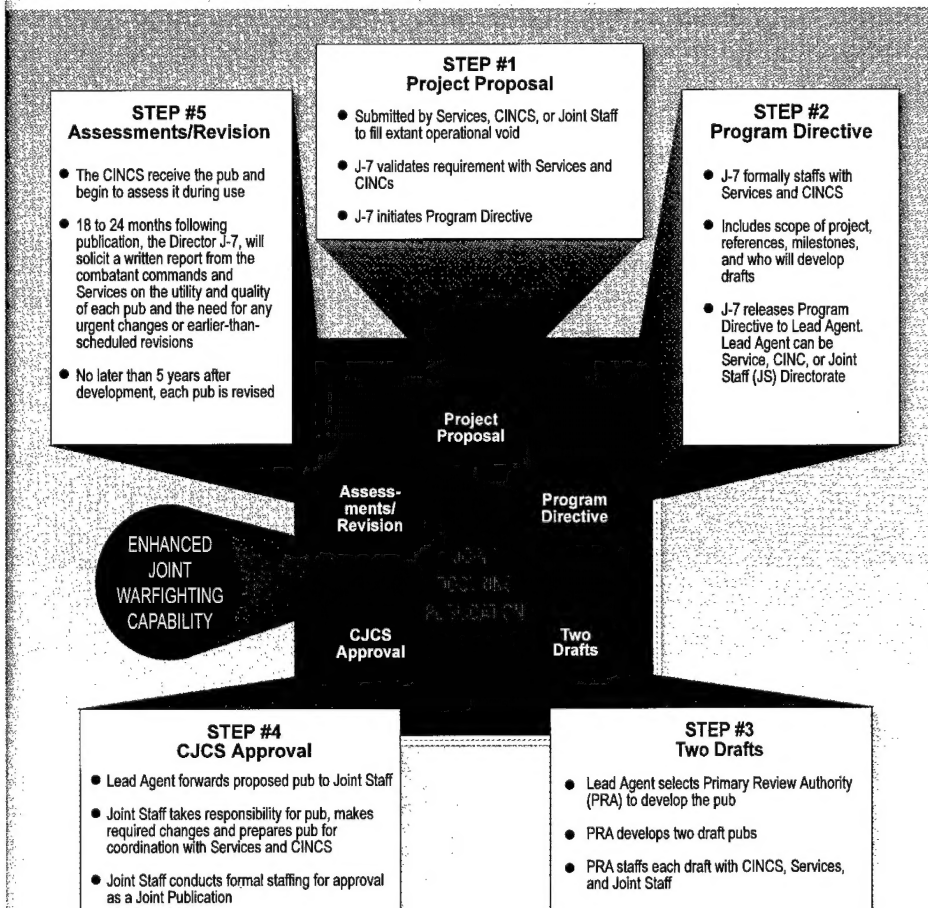 STEP #1
Project Proposal
● Submitted by Services, CINCS, or Joint Staff
to fill extant operational void
● J-7 validates requirement with Services and
CINCs
● J-7 initiates Program Directive
STEP #2
Program Directive
● J-7 formally staffs with
Services and CINCS
● Includes scope of project,
references, milestones,
and who will develop
drafts
● J-7 releases Program
Directive to Lead Agent.
Lead Agent can be
Service, CINC, or Joint
Staff (JS) Directorate
STEP #3
Two Drafts
● Lead Agent selects Primary Review Authority
(PRA) to develop the pub
● PRA develops two draft pubs
● PRA staffs each draft with CINCS, Services,
and Joint Staff
STEP #4
CJCS Approval
● Lead Agent forwards proposed pub to Joint Staff
● Joint Staff takes responsibility for pub, makes
required changes and prepares pub for
coordination with Services and CINCS
● Joint Staff conducts formal staffing for approval
as a Joint Publication
STEP #5
Assessments/Revision
● The CINCS receive the pub and
begin to assess it during use
● 18 to 24 months following
publication, the Director J-7, will
solicit a written report from the
combatant commands and
Services on the utility and quality
of each pub and the need for any
urgent changes or earlier-than-
scheduled revisions
● No later than 5 years after
development, each pub is revised
Project
Proposal
Program
Directive
Two
Drafts
CJCS
Approval
Assess-
ments/
Revision
JOINT
DOCTRINE
PUBLICATION
ENHANCED
JOINT
WARFIGHTING
CAPABILITY